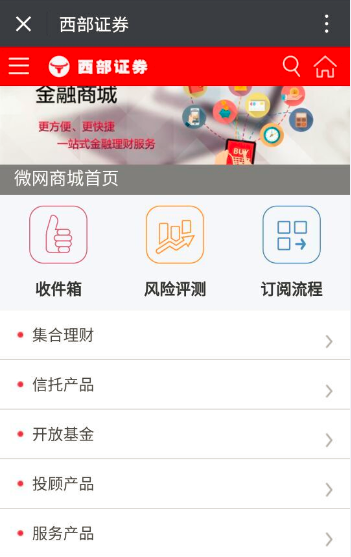 西部证券
西部证券
金融商城
更方便、更快捷
一站式金融理财服务
BUY
微网商城首页
收件箱
风险评测
订阅流程
集合理财
信托产品
开放基金
投顾产品
服务产品